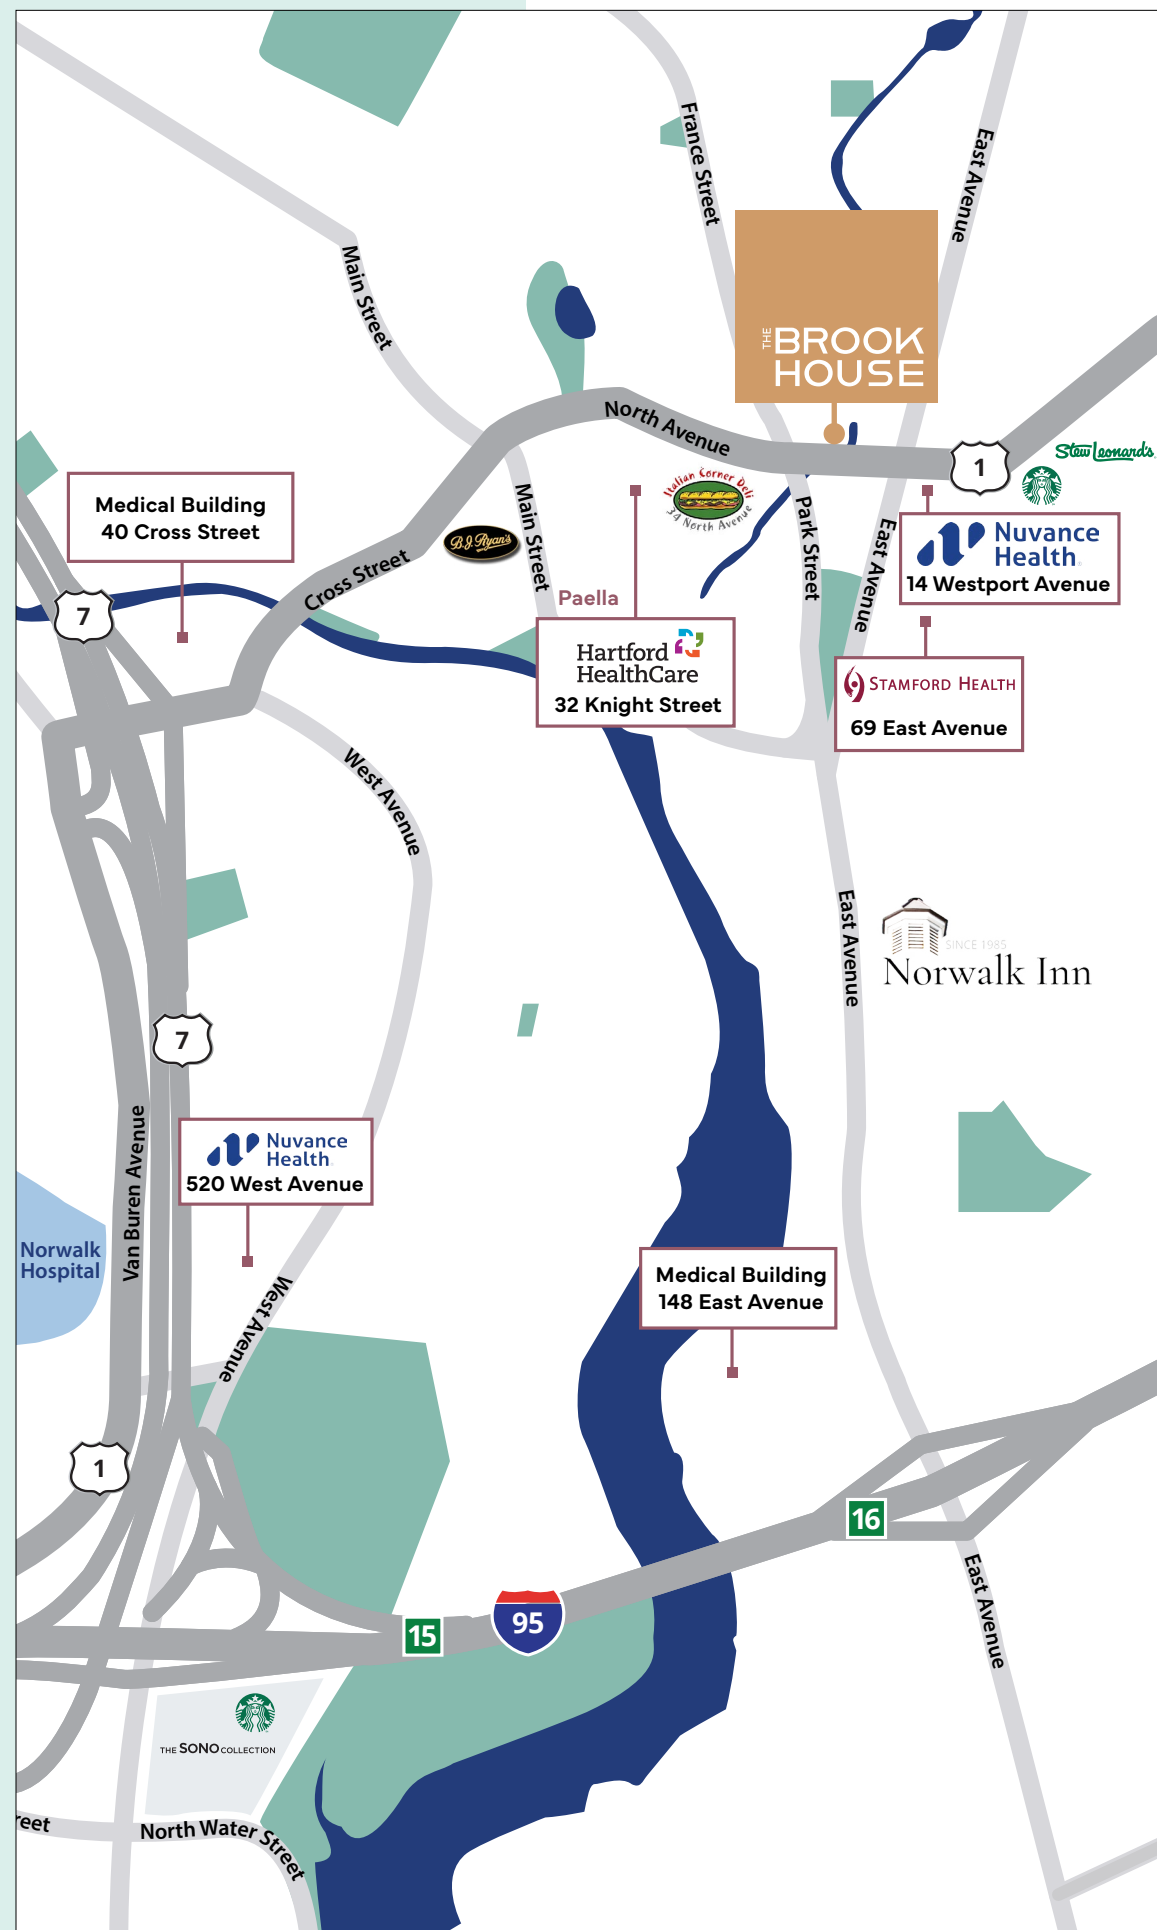 France Street
East Avenue
Main Street
THE BROOK
HOUSE
North Avenue
1
Stew Leonard's
Italian Corner Deli
34 North Avenue
Medical Building
40 Cross Street
Main Street
Park Street
East Avenue
Nuvance
Health
14 Westport Avenue
B.J. Ryan's
Cross Street
7
Paella
Hartford
HealthCare
32 Knight Street
STAMFORD HEALTH
69 East Avenue
West Avenue
East Avenue
SINCE 1985
Norwalk Inn
7
Van Buren Avenue
Nuvance
Health
520 West Avenue
Norwalk
Hospital
Medical Building
148 East Avenue
West Avenue
1
16
95
15
East Avenue
THE SONO COLLECTION
reet
North Water Street